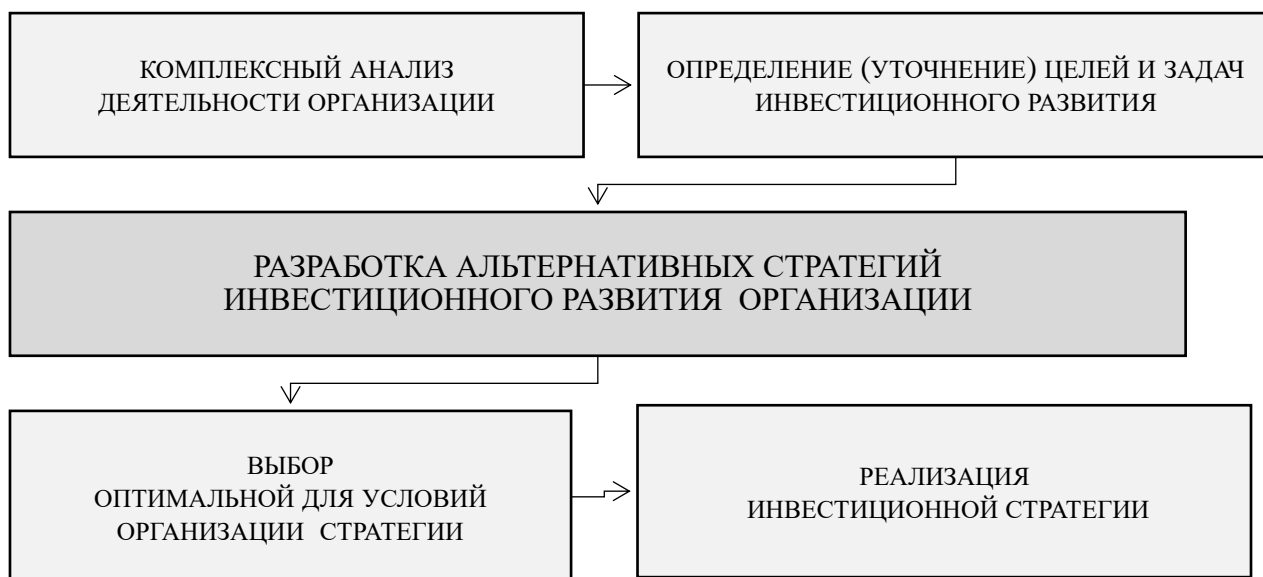 КОМПЛЕКСНЫЙ АНАЛИЗ
ДЕЯТЕЛЬНОСТИ ОРГАНИЗАЦИИ
ОПРЕДЕЛЕНИЕ (УТОЧНЕНИЕ) ЦЕЛЕЙ И ЗАДАЧ
ИНВЕСТИЦИОННОГО РАЗВИТИЯ
РАЗРАБОТКА АЛЬТЕРНАТИВНЫХ СТРАТЕГИЙ
ИНВЕСТИЦИОННОГО РАЗВИТИЯ ОРГАНИЗАЦИИ
ВЫБОР
ОПТИМАЛЬНОЙ ДЛЯ УСЛОВИЙ
ОРГАНИЗАЦИИ СТРАТЕГИИ
РЕАЛИЗАЦИЯ
ИНВЕСТИЦИОННОЙ СТРАТЕГИИ